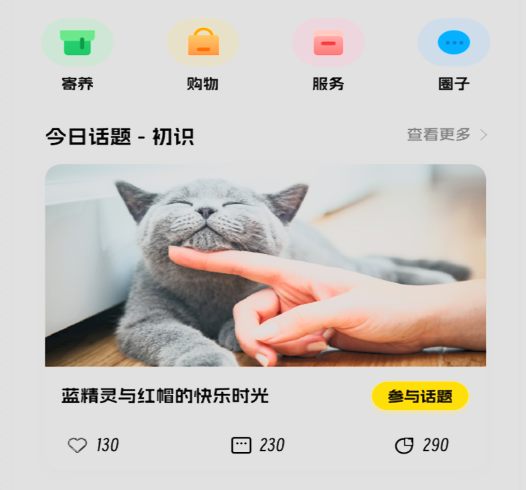 寄养 购物 服务 圈子
今日话题 - 初识 查看更多
蓝精灵与红帽的快乐时光 参与话题
130 230 290